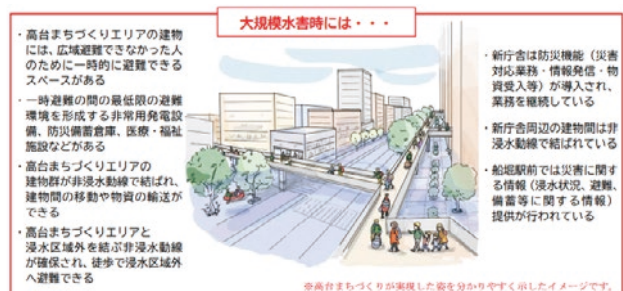 大規模水害時には・・・
・高台まちづくりエリアの建物
には、広域避難できなかった人
のために一時的に避難できる
スペースがある
・一時避難の間の最低限の避難
環境を形成する非常用発電設
備、防災備蓄倉庫、医療・福祉
施設などがある
・高台まちづくりエリアの
建物群が非浸水動線で結ばれ、
建物間の移動や物資の輸送が
できる
・高台まちづくりエリアと
浸水区域外を結ぶ非浸水動線
が確保され、徒歩で浸水区域外
へ避難できる
・新庁舎は防災機能（災害
対応業務・情報発信・物
資受入等）が導入され、
業務を継続している
・新庁舎周辺の建物間は非
浸水動線で結ばれている
・船堀駅前では災害に関す
る情報（浸水状況、避難、
備蓄等に関する情報）
提供が行われている
※高台まちづくりが実現した姿を分かりやすく示したイメージです。